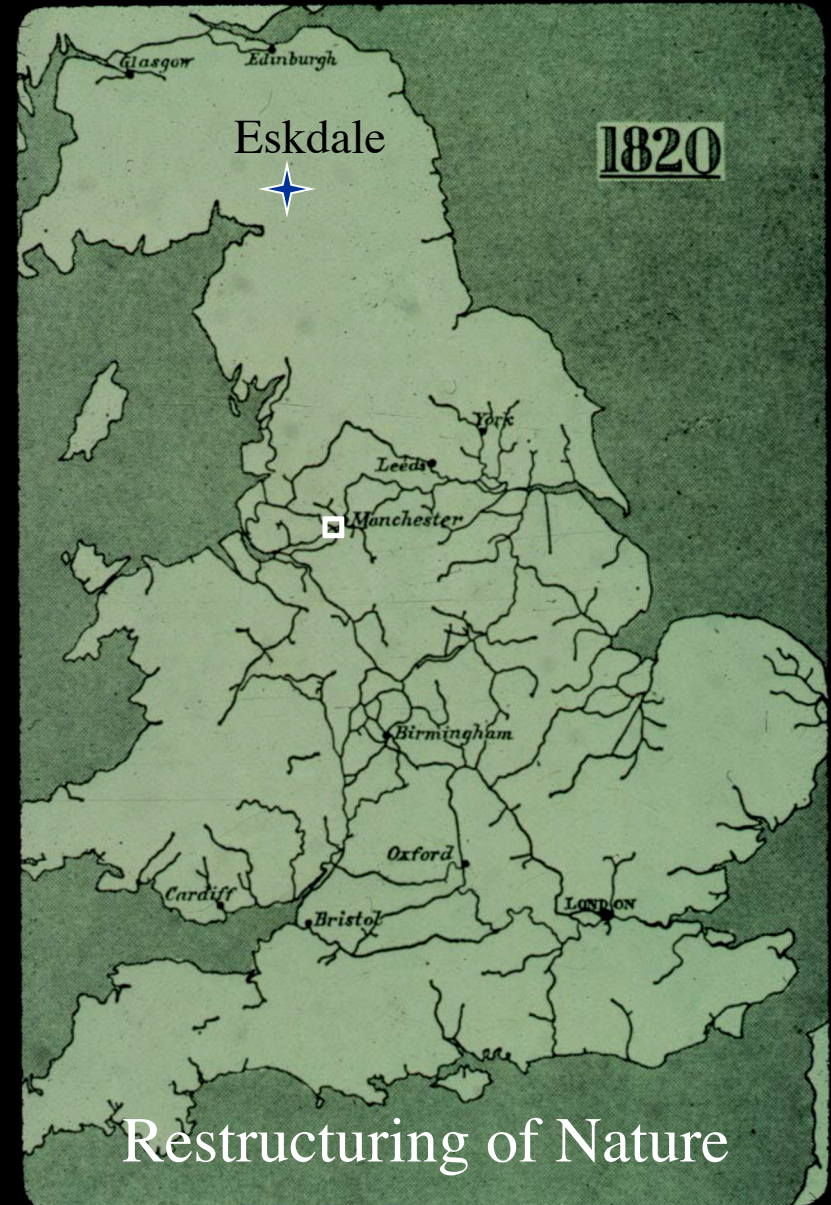 Glasgow
Edinburgh
Eskdale
1820
York
Leeds
Manchester
Birmingham
Oxford
Cardiff
LONDON
Bristol
Restructuring of Nature